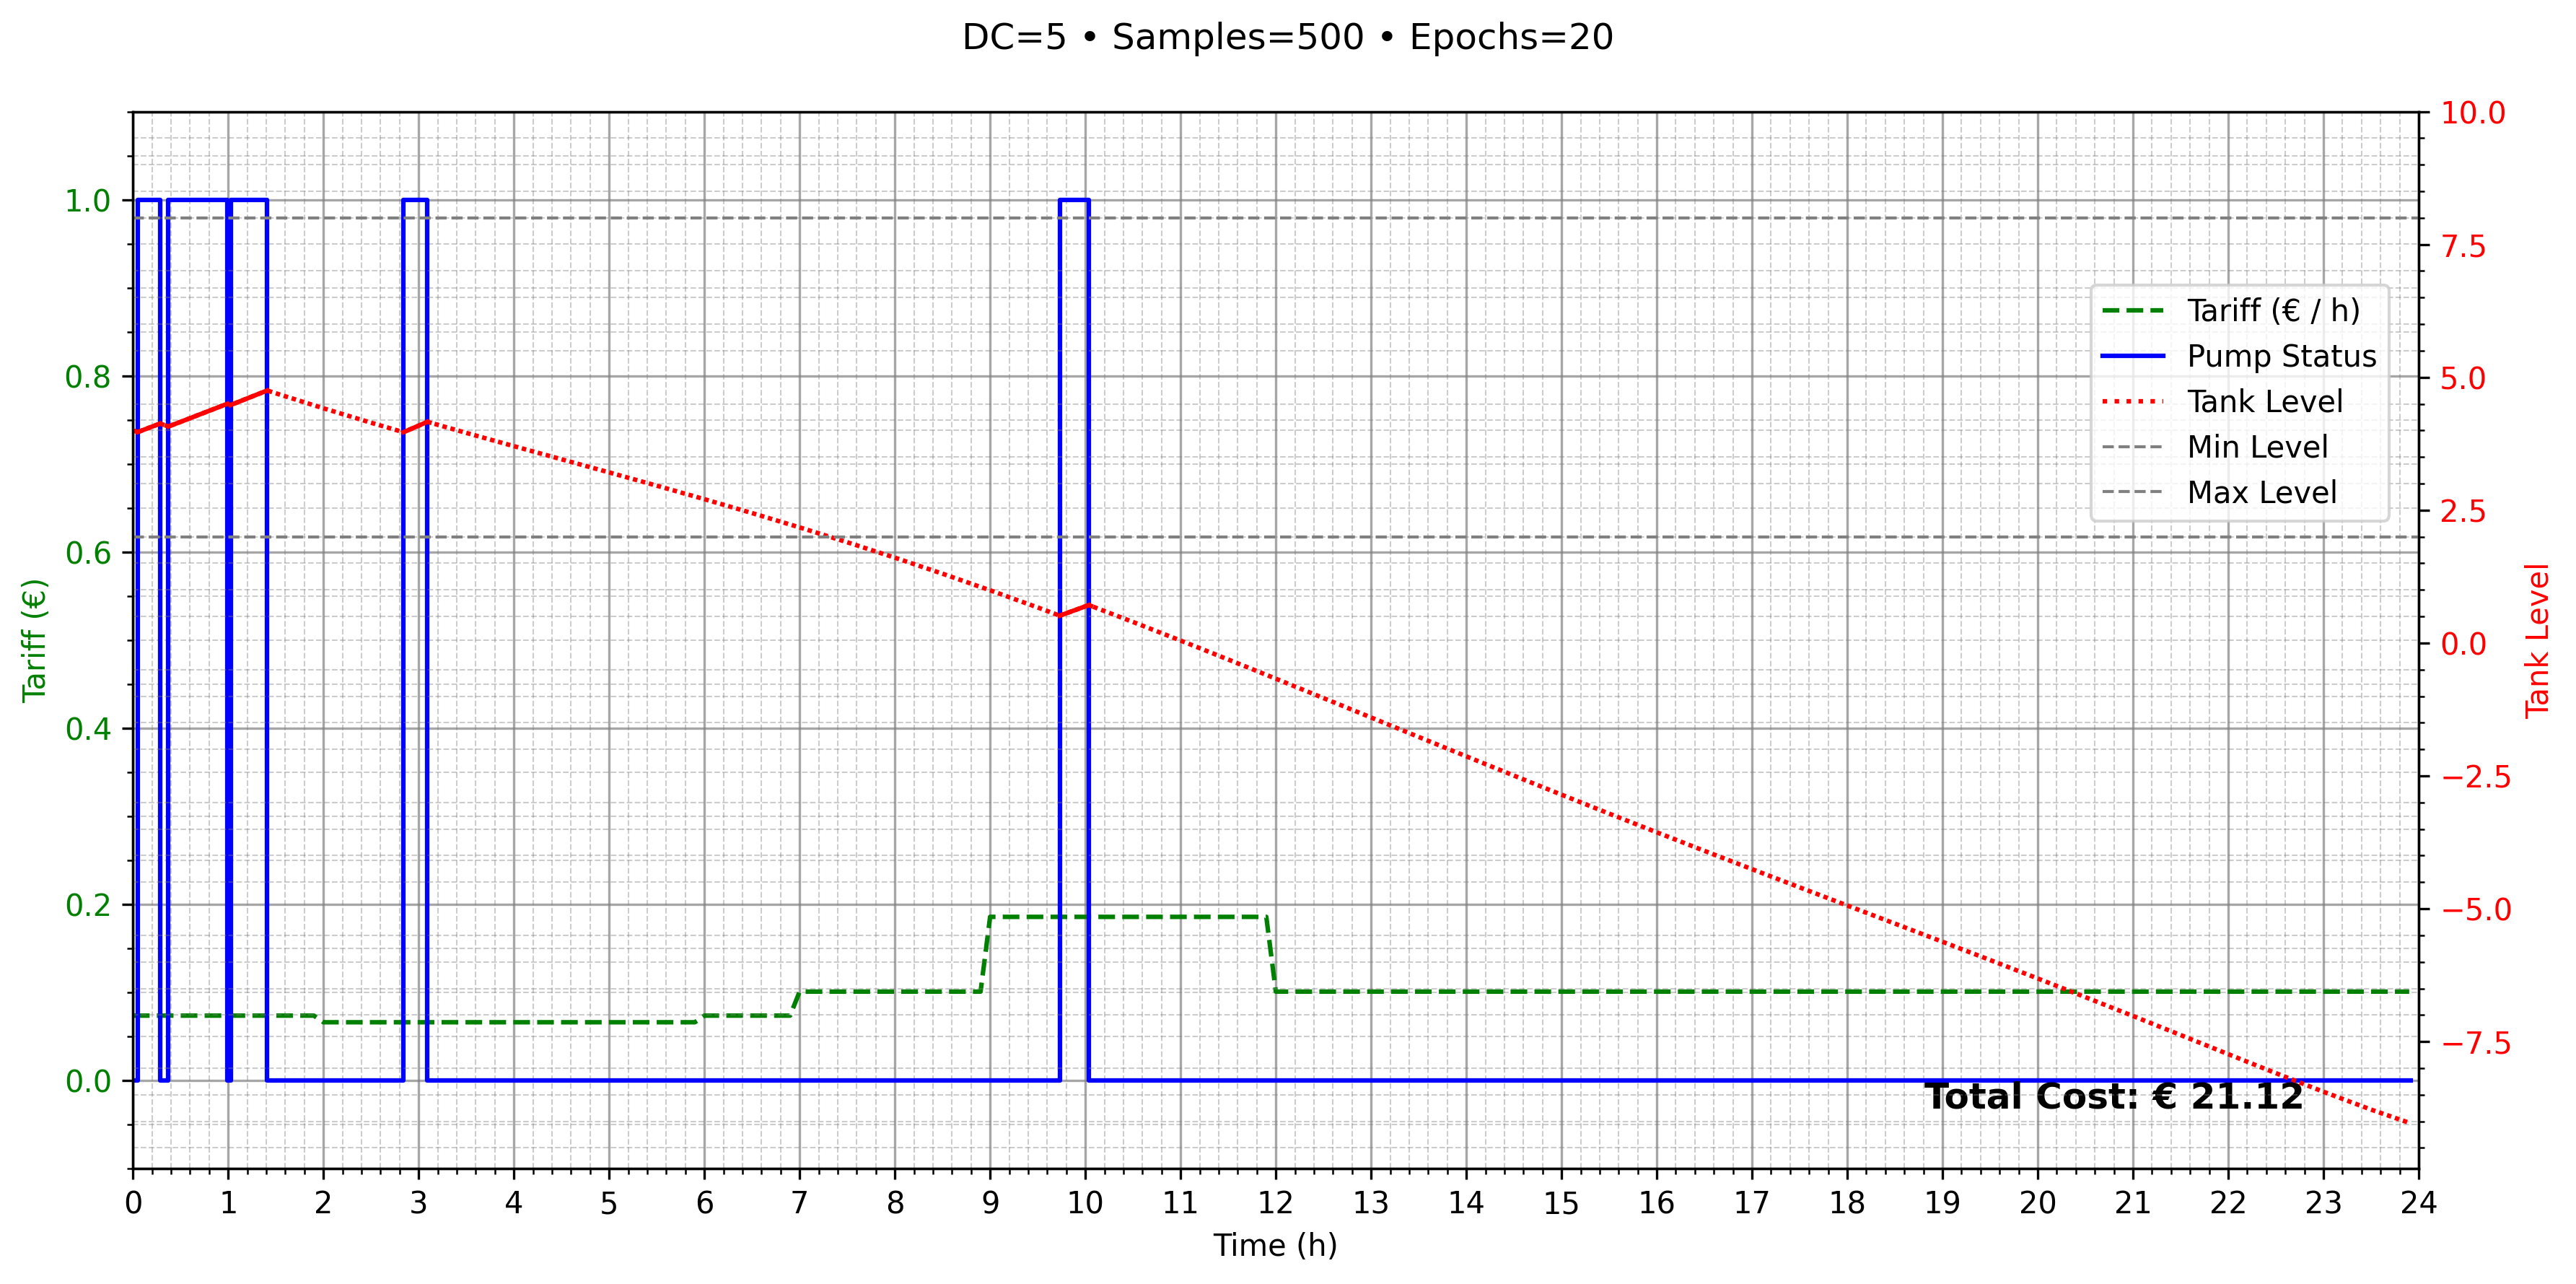 DC=5 • Samples=500 • Epochs=20
10.0
1.0
7.5
Tariff (€ / h)
Pump Status
0.8
5.0
Tank Level
Min Level
Max Level
2.5
0.6
Tariff (€)
0.0
Tank Level
0.4
−2.5
0.2
−5.0
−7.5
0.0
Total Cost: € 21.12
0 1 2 3 4 5 6 7 8 9 10 11 12 13 14 15 16 17 18 19 20 21 22 23 24
Time (h)